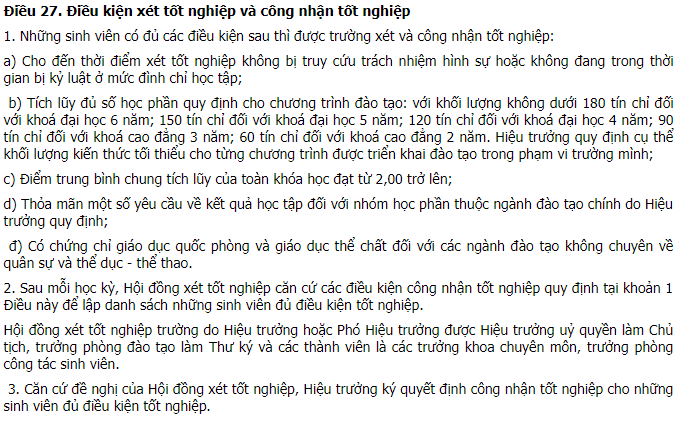 Điều 27. Điều kiện xét tốt nghiệp và công nhận tốt nghiệp
1. Những sinh viên có đủ các điều kiện sau thì được trường xét và công nhận tốt nghiệp:
a) Cho đến thời điểm xét tốt nghiệp không bị truy cứu trách nhiệm hình sự hoặc không đang trong thời
gian bị kỷ luật ở mức đình chỉ học tập;
b) Tích lũy đủ số học phần quy định cho chương trình đào tạo: với khối lượng không dưới 180 tín chỉ đối
với khoá đại học 6 năm; 150 tín chỉ đối với khoá đại học 5 năm; 120 tín chỉ đối với khoá đại học 4 năm; 90
tín chỉ đối với khoá cao đẳng 3 năm; 60 tín chỉ đối với khoá cao đẳng 2 năm. Hiệu trưởng quy định cụ thể
khối lượng kiến thức tối thiểu cho từng chương trình được triển khai đào tạo trong phạm vi trường mình;
c) Điểm trung bình chung tích lũy của toàn khóa học đạt từ 2,00 trở lên;
d) Thỏa mãn một số yêu cầu về kết quả học tập đối với nhóm học phần thuộc ngành đào tạo chính do Hiệu
trưởng quy định;
đ) Có chứng chỉ giáo dục quốc phòng và giáo dục thể chất đối với các ngành đào tạo không chuyên về
quân sự và thể dục - thể thao.
2. Sau mỗi học kỳ, Hội đồng xét tốt nghiệp căn cứ các điều kiện công nhận tốt nghiệp quy định tại khoản 1
Điều này để lập danh sách những sinh viên đủ điều kiện tốt nghiệp.
Hội đồng xét tốt nghiệp trường do Hiệu trưởng hoặc Phó Hiệu trưởng được Hiệu trưởng uỷ quyền làm Chủ
tịch, trưởng phòng đào tạo làm Thư ký và các thành viên là các trưởng khoa chuyên môn, trưởng phòng
công tác sinh viên.
3. Căn cứ đề nghị của Hội đồng xét tốt nghiệp, Hiệu trưởng ký quyết định công nhận tốt nghiệp cho những
sinh viên đủ điều kiện tốt nghiệp.